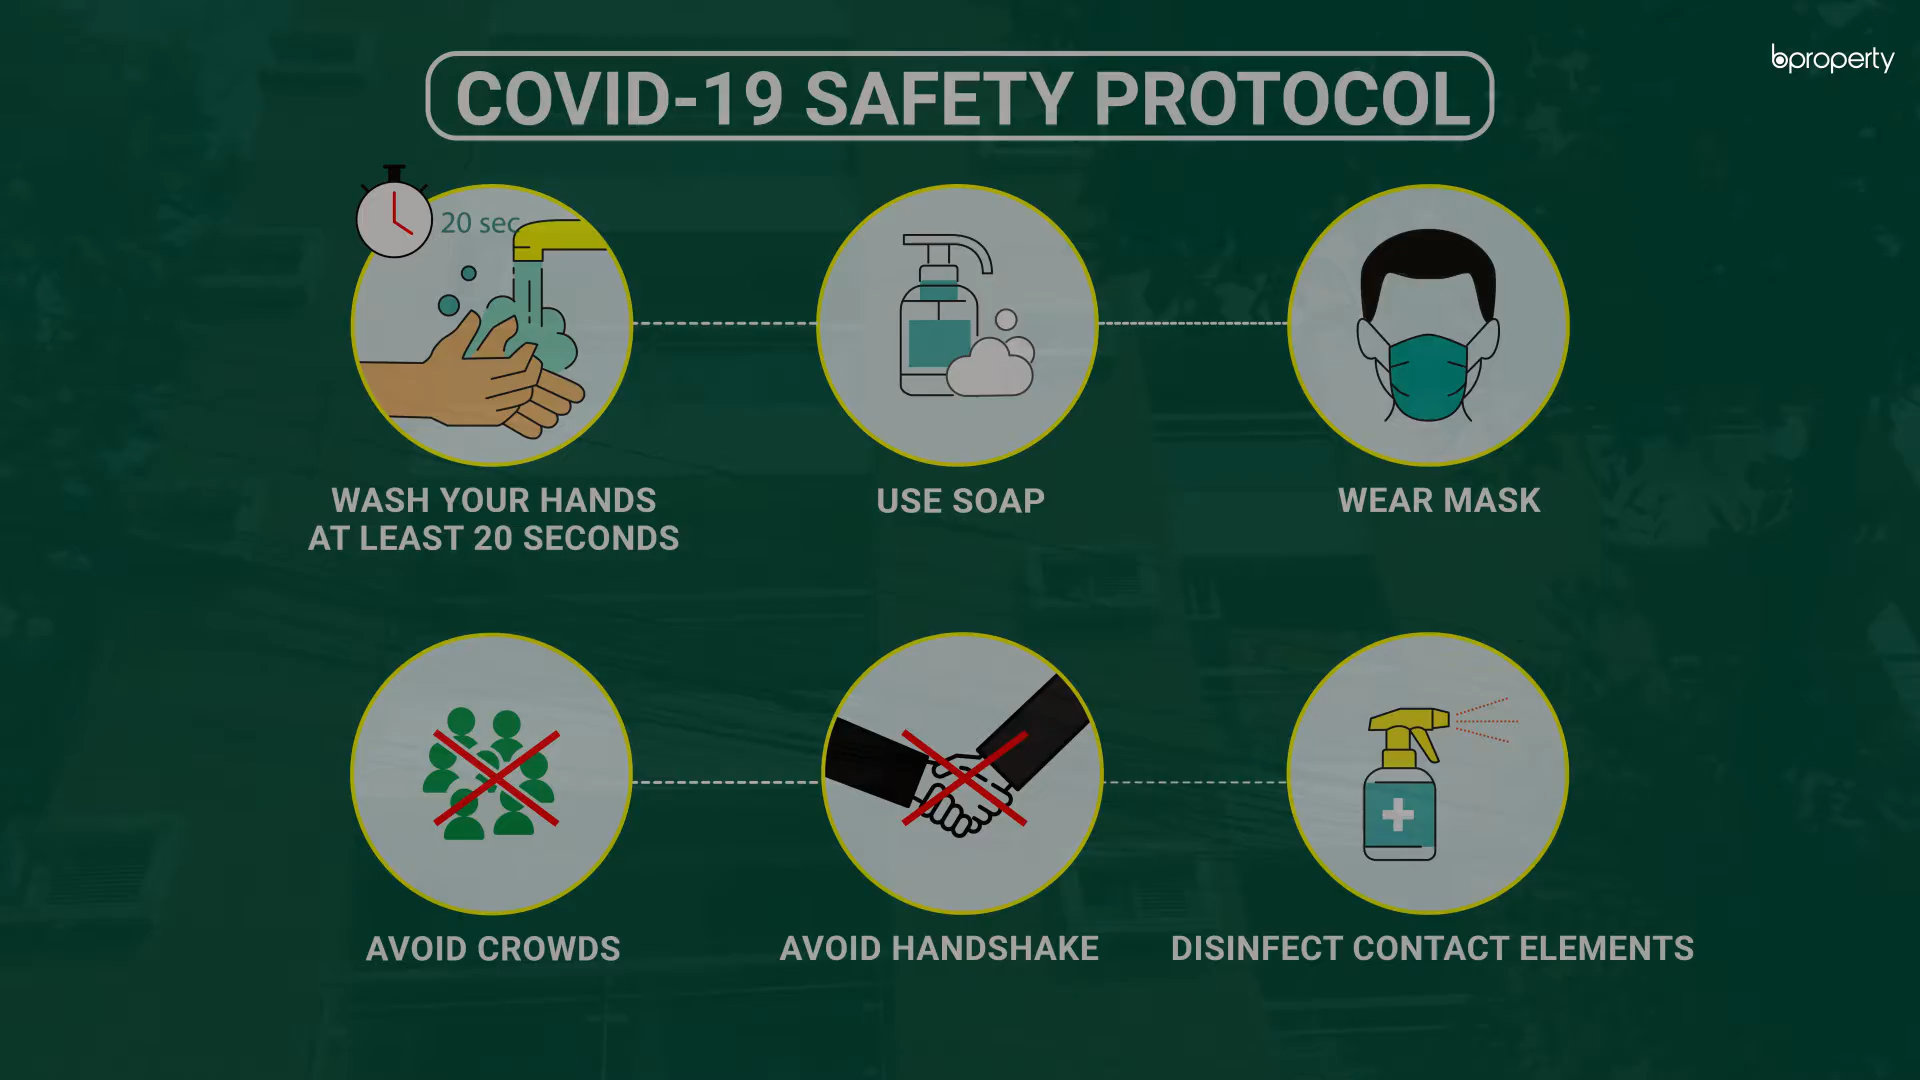 bproperty
COVID-19 SAFETY PROTOCOL
20 sec
WASH YOUR HANDS
AT LEAST 20 SECONDS
USE SOAP
WEAR MASK
AVOID CROWDS
AVOID HANDSHAKE
DISINFECT CONTACT ELEMENTS